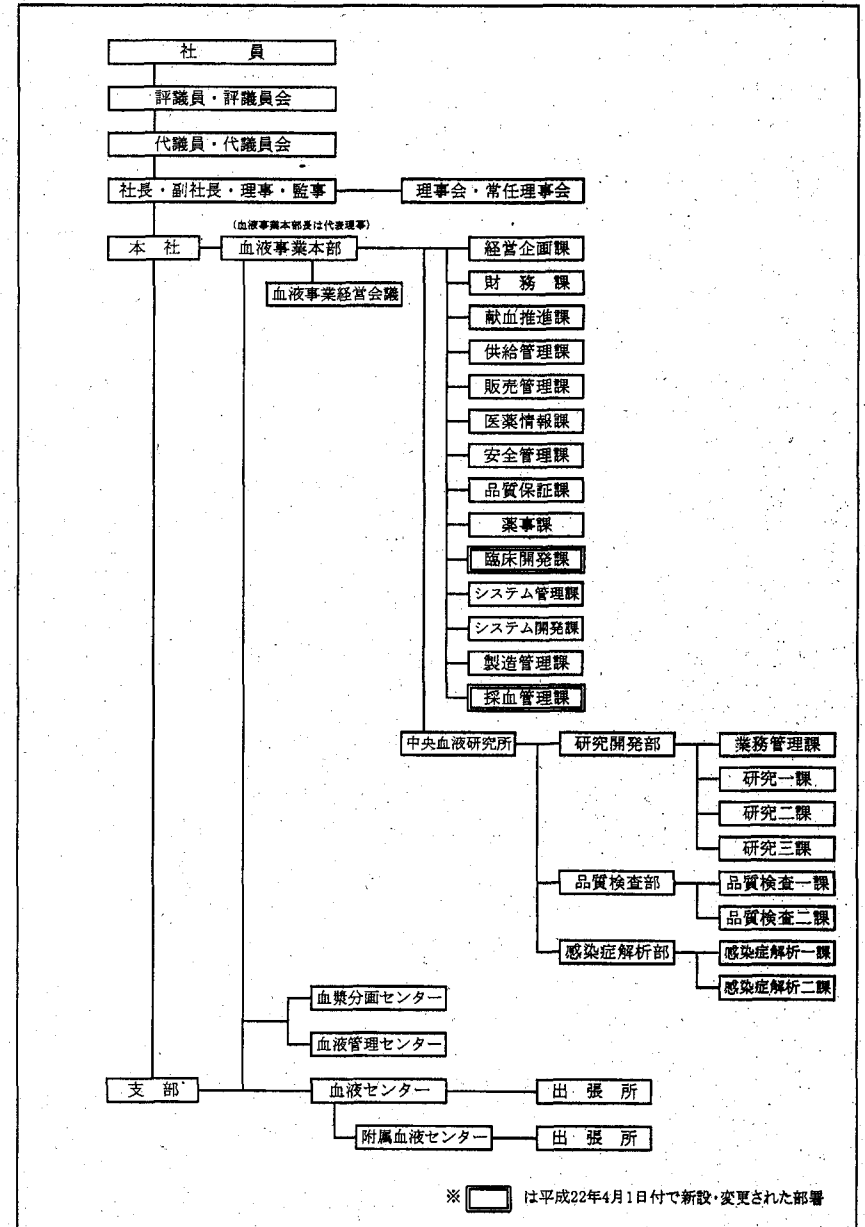 社　　員
評議員・評議員会
代議員・代議員会
社長・副社長・理事・監事
理事会・常任理事会
(血液事業本部長は代表理事)
本　社
血液事業本部
経営企画課
血液事業経営会議
財　務　課
献血推進課
供給管理課
販売管理課
医薬情報課
安全管理課
品質保証課
薬事課
臨床開発課
システム管理課
システム開発課
製造管理課
採血管理課
中央血液研究所
研究開発部
業務管理課
研究一課
研究二課
研究三課
品質検査部
品質検査一課
品質検査二課
感染症解析部
感染症解析一課
感染症解析二課
血漿分画センター
血液管理センター
支　部
血液センター
出　張　所
附属血液センター
出　張　所
※ は平成22年4月1日付で新設・変更された部署